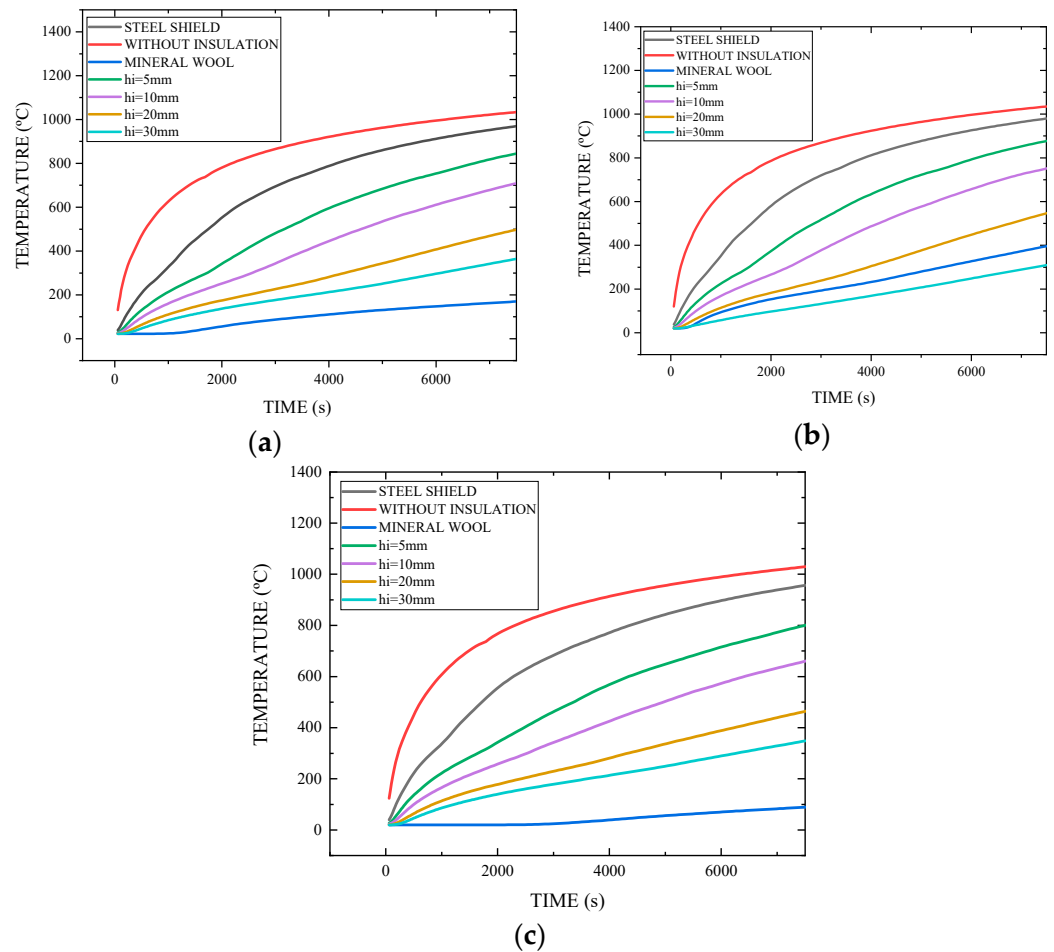 1400
1200
1000
800
600
400
200
0
TEMPERATURE (ºC)
STEEL SHIELD
WITHOUT INSULATION
MINERAL WOOL
hi=5mm
hi=10mm
hi=20mm
hi=30mm
0 2000 4000 6000
TIME (s)
(a)
1400
1200
1000
800
600
400
200
0
TEMPERATURE (ºC)
STEEL SHIELD
WITHOUT INSULATION
MINERAL WOOL
hi=5mm
hi=10mm
hi=20mm
hi=30mm
0 2000 4000 6000
TIME (s)
(b)
1400
1200
1000
800
600
400
200
0
TEMPERATURE (ºC)
STEEL SHIELD
WITHOUT INSULATION
MINERAL WOOL
hi=5mm
hi=10mm
hi=20mm
hi=30mm
0 2000 4000 6000
TIME (s)
(c)